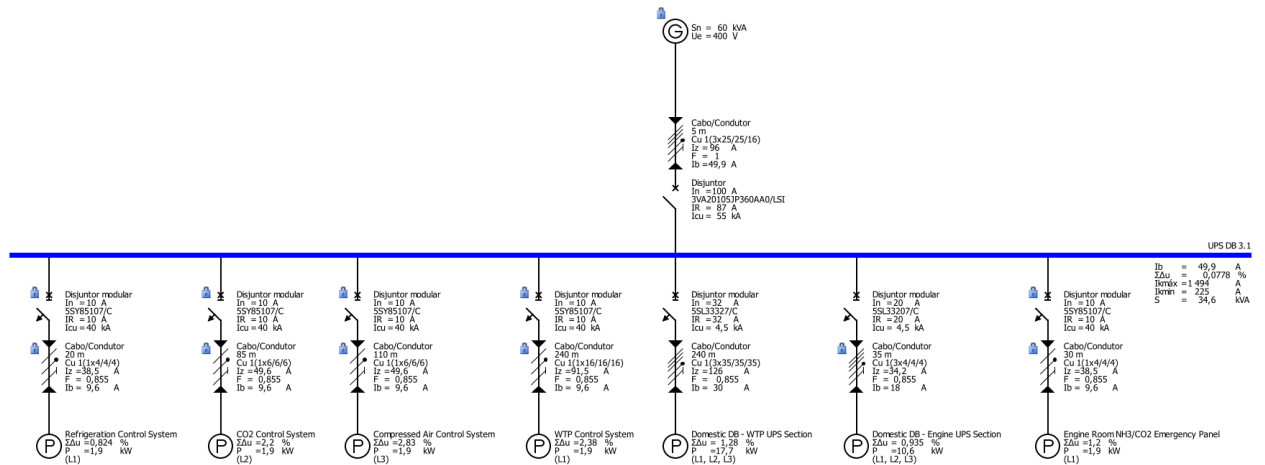 G
Sn = 60 kVA
Ue = 400 V
Cabo/Condutor
5 m
Cu 1(3x25/25/16)
Iz = 96 A
F = 1
Ib = 49,9 A
Disjuntor
In = 100 A
3VA20105JP360AA0/LSI
IR = 87 A
Icu = 55 kA
UPS DB 3.1
Ib = 49,9 A
ΣΔu = 0,0778 %
Ikmáx = 1 494 A
Ikmin = 225 A
S = 34,6 kVA
Disjuntor modular
In = 10 A
5SY85107/C
IR = 10 A
Icu = 40 kA
Cabo/Condutor
20 m
Cu 1(1x4/4/4)
Iz = 38,5 A
F = 0,855
Ib = 9,6 A
P
Refrigeration Control System
ΣΔu = 0,824 %
P = 1,9 kW
(L1)
Disjuntor modular
In = 10 A
5SY85107/C
IR = 10 A
Icu = 40 kA
Cabo/Condutor
85 m
Cu 1(1x6/6/6)
Iz = 49,6 A
F = 0,855
Ib = 9,6 A
P
CO2 Control System
ΣΔu = 2,2 %
P = 1,9 kW
(L2)
Disjuntor modular
In = 10 A
5SY85107/C
IR = 10 A
Icu = 40 kA
Cabo/Condutor
110 m
Cu 1(1x6/6/6)
Iz = 49,6 A
F = 0,855
Ib = 9,6 A
P
Compressed Air Control System
ΣΔu = 2,83 %
P = 1,9 kW
(L3)
Disjuntor modular
In = 10 A
5SY85107/C
IR = 10 A
Icu = 40 kA
Cabo/Condutor
240 m
Cu 1(1x16/16/16)
Iz = 91,5 A
F = 0,855
Ib = 9,6 A
P
WTP Control System
ΣΔu = 2,38 %
P = 1,9 kW
(L1)
Disjuntor modular
In = 32 A
5SL33327/C
IR = 32 A
Icu = 4,5 kA
Cabo/Condutor
240 m
Cu 1(3x35/35/35)
Iz = 126 A
F = 0,855
Ib = 30 A
P
Domestic DB - WTP UPS Section
ΣΔu = 1,28 %
P = 17,7 kW
(L1, L2, L3)
Disjuntor modular
In = 20 A
5SL33207/C
IR = 20 A
Icu = 4,5 kA
Cabo/Condutor
35 m
Cu 1(3x4/4/4)
Iz = 34,2 A
F = 0,855
Ib = 18 A
P
Domestic DB - Engine UPS Section
ΣΔu = 0,935 %
P = 10,6 kW
(L1, L2, L3)
Disjuntor modular
In = 10 A
5SY85107/C
IR = 10 A
Icu = 40 kA
Cabo/Condutor
30 m
Cu 1(1x4/4/4)
Iz = 38,5 A
F = 0,855
Ib = 9,6 A
P
Engine Room NH3/CO2 Emergency Panel
ΣΔu = 1,2 %
P = 1,9 kW
(L1)